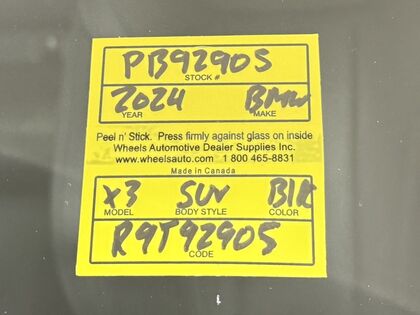 PB92905
STOCK #
2024 BMW
YEAR MAKE
Peel n' Stick. Press firmly against glass on inside
Wheels Automotive Dealer Supplies Inc.
www.wheelsauto.com 1 800 465-8831
Made in Canada
X3 SUV Blk
MODEL BODY STYLE COLOR
R9T92905
CODE